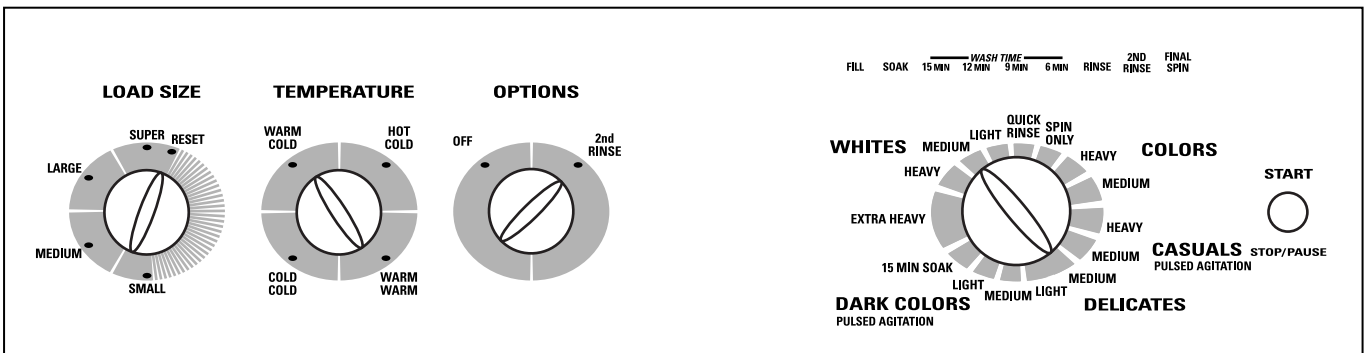 LOAD SIZE
SUPER
RESET
LARGE
MEDIUM
SMALL
TEMPERATURE
WARM
COLD
HOT
COLD
COLD
COLD
WARM
WARM
OPTIONS
OFF
2nd
RINSE
WASH TIME
FILL SOAK 15 MIN 12 MIN 9 MIN 6 MIN RINSE 2ND RINSE FINAL SPIN
WHITES
MEDIUM
LIGHT
QUICK
RINSE
SPIN
ONLY
HEAVY
EXTRA HEAVY
15 MIN SOAK
COLORS
HEAVY
MEDIUM
HEAVY
MEDIUM
CASUALS
PULSED AGITATION
MEDIUM
LIGHT
DELICATES
MEDIUM
LIGHT
DARK COLORS
PULSED AGITATION
START
STOP/PAUSE